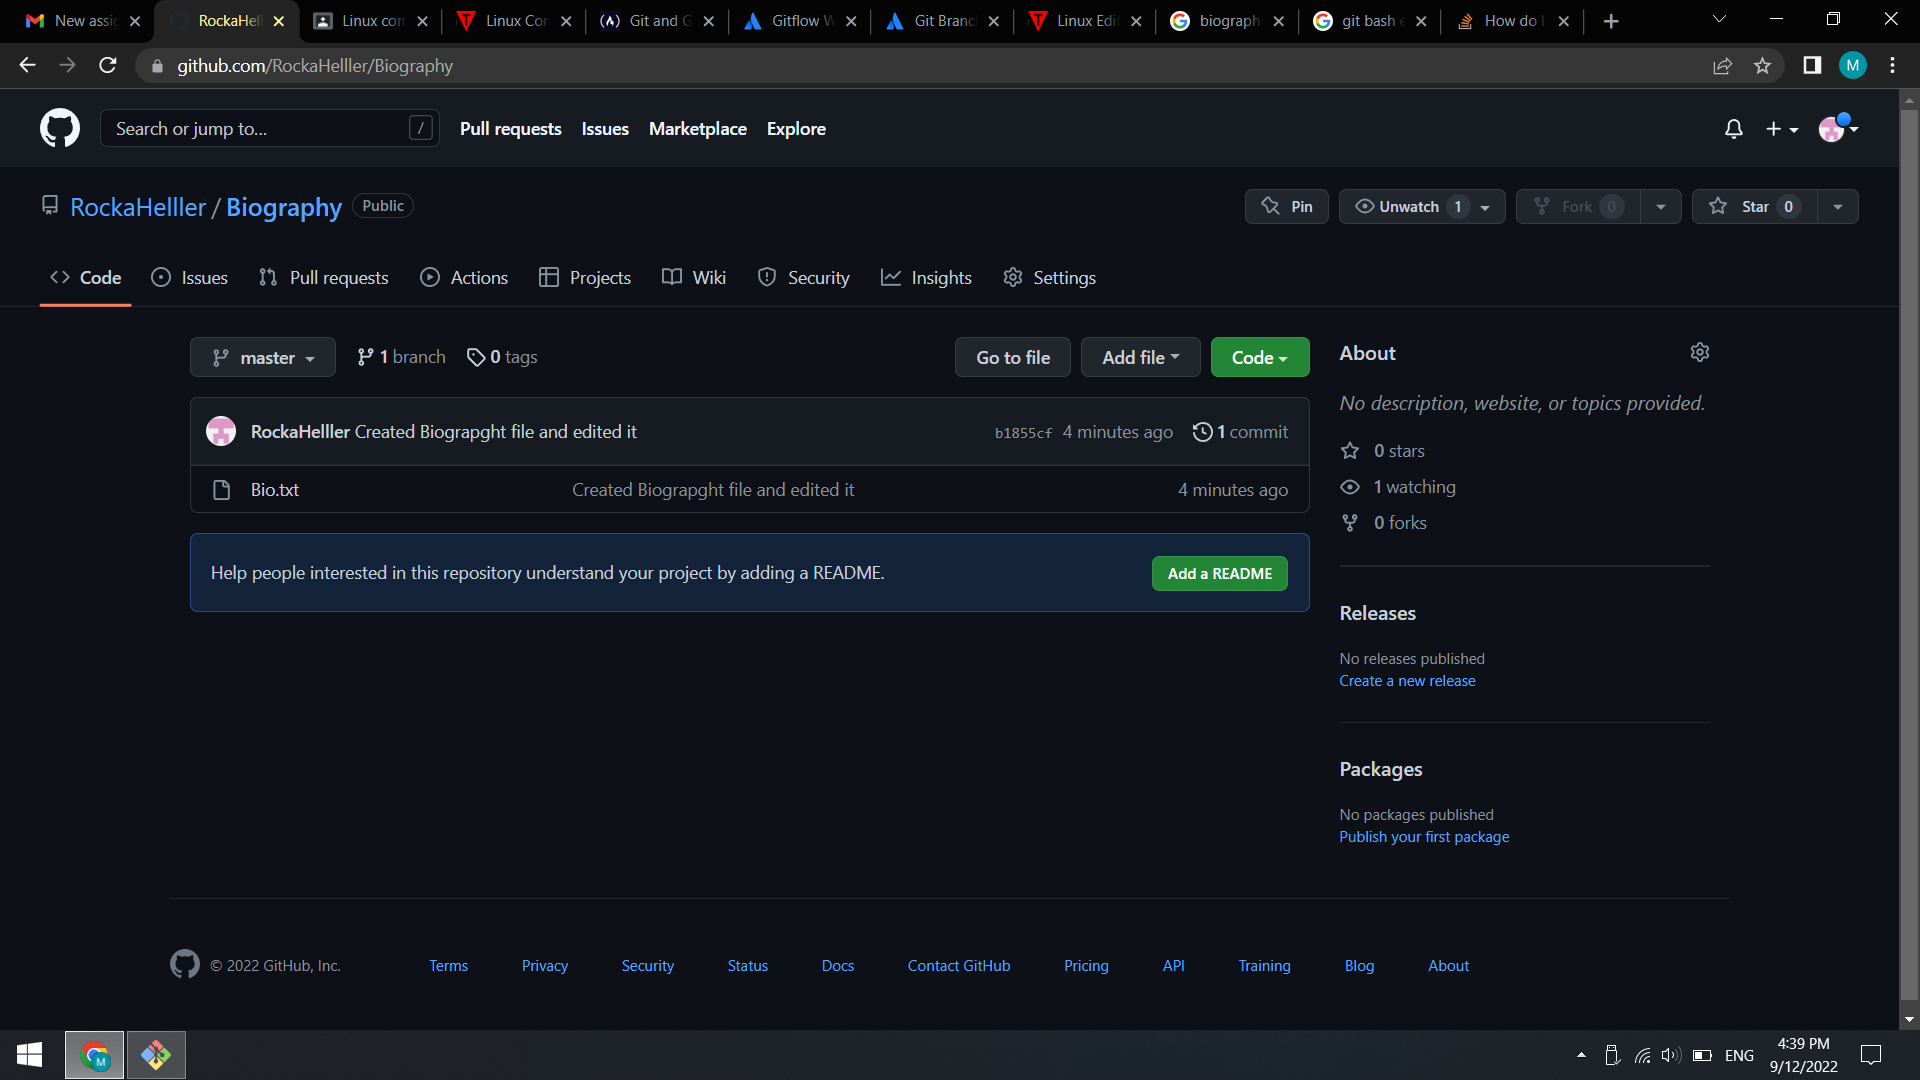 New assig
RockaHell
Linux com
Linux Con
Git and G
Gitflow W
Git Branc
Linux Edit
biography
git bash e
How do I
github.com/RockaHelller/Biography
M
Search or jump to...
/
Pull requests
Issues
Marketplace
Explore
RockaHelller / Biography
Public
Pin
Unwatch 1
Fork 0
Star 0
Code
Issues
Pull requests
Actions
Projects
Wiki
Security
Insights
Settings
master
1 branch
0 tags
Go to file
Add file
Code
RockaHelller Created Biograpght file and edited it
b1855cf 4 minutes ago
1 commit
Bio.txt
Created Biograpght file and edited it
4 minutes ago
Help people interested in this repository understand your project by adding a README.
Add a README
About
No description, website, or topics provided.
0 stars
1 watching
0 forks
Releases
No releases published
Create a new release
Packages
No packages published
Publish your first package
© 2022 GitHub, Inc.
Terms
Privacy
Security
Status
Docs
Contact GitHub
Pricing
API
Training
Blog
About
M
ENG
4:39 PM
9/12/2022